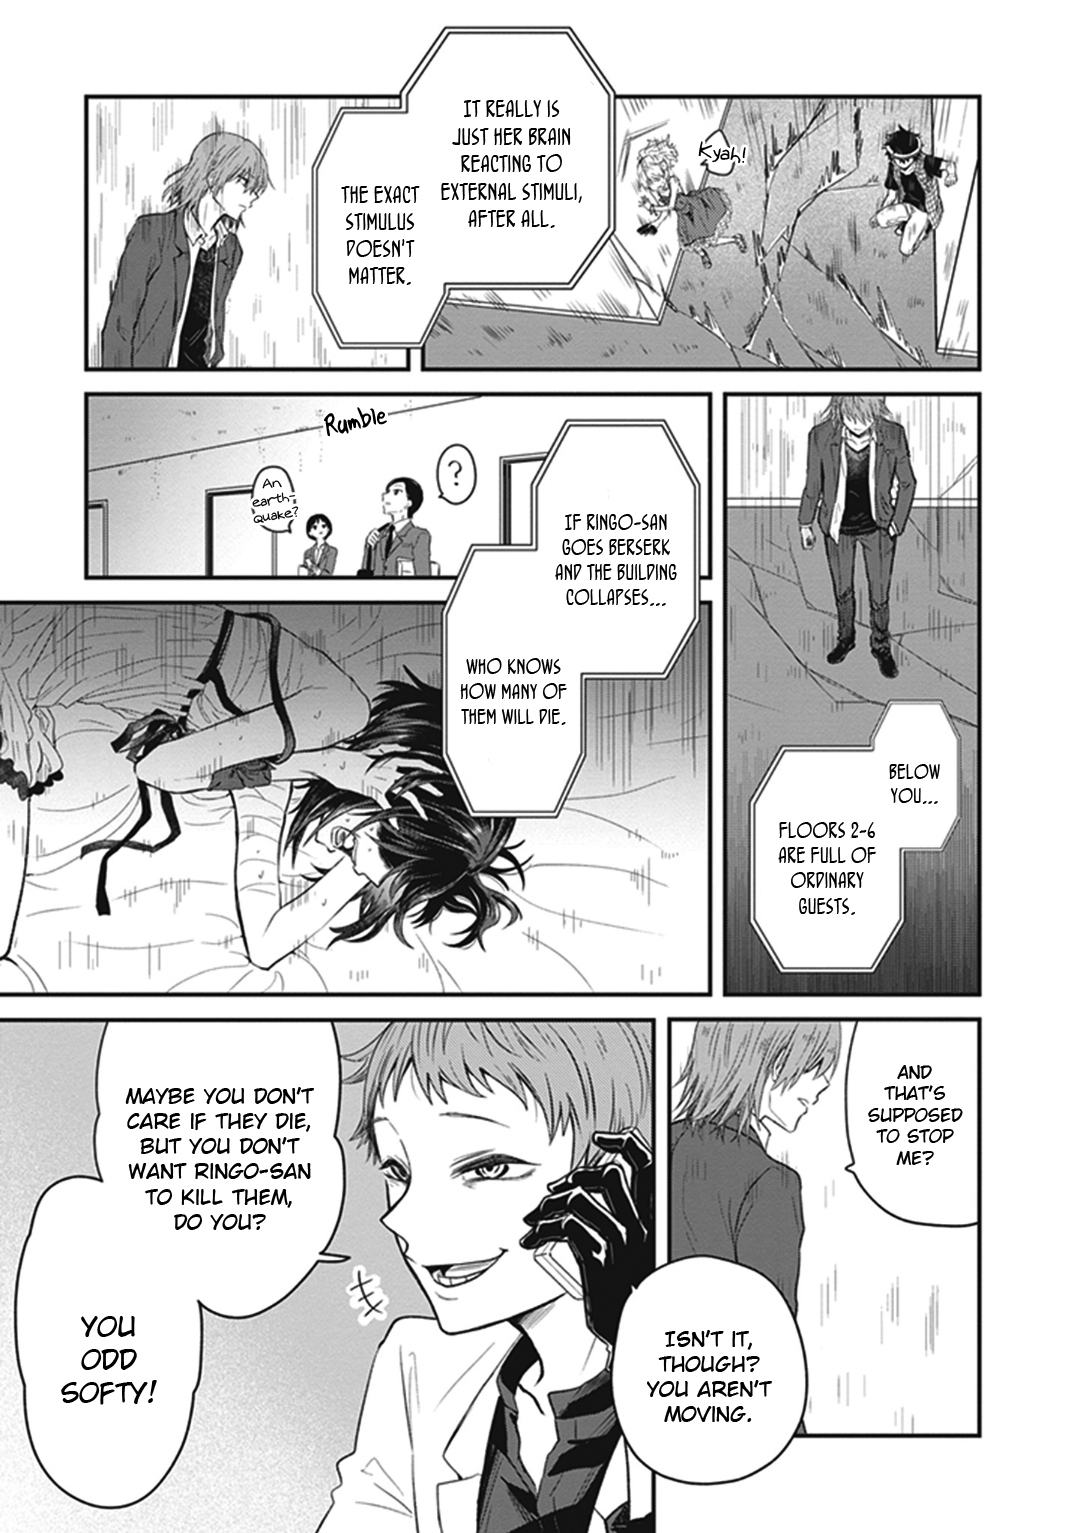 Kyah!
IT REALLY IS
JUST HER BRAIN
REACTING TO
EXTERNAL STIMULI,
AFTER ALL.
THE EXACT
STIMULUS
DOESN'T
MATTER.
BELOW
YOU...
FLOORS 2-6
ARE FULL OF
ORDINARY
GUESTS.
Rumble
?
An
earth-
quake?
IF RINGO-SAN
GOES BERSERK
AND THE BUILDING
COLLAPSES...
WHO KNOWS
HOW MANY OF
THEM WILL DIE.
AND
THAT'S
SUPPOSED
TO STOP
ME?
ISN'T IT,
THOUGH?
YOU AREN'T
MOVING.
MAYBE YOU DON'T
CARE IF THEY DIE,
BUT YOU DON'T
WANT RINGO-SAN
TO KILL THEM,
DO YOU?
YOU
ODD
SOFTY!